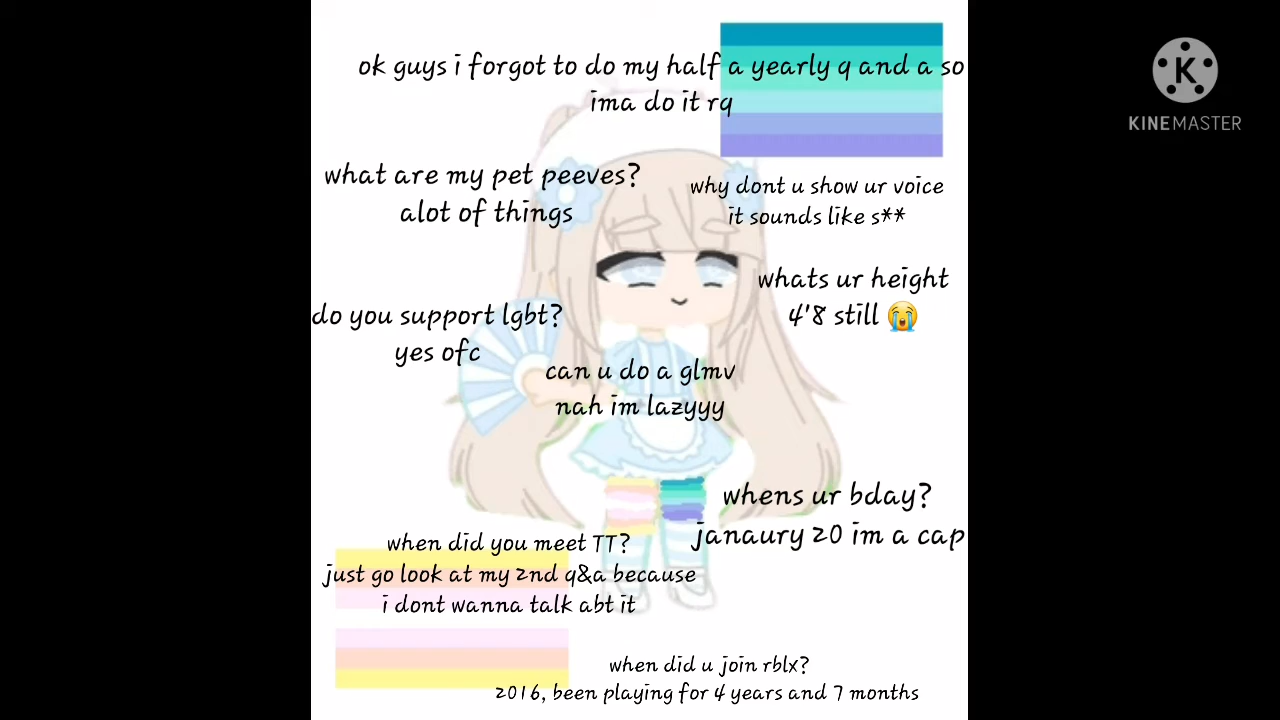 ok guys i forgot to do my half a yearly q and a so
ima do it rq
KINEMASTER
what are my pet peeves?
alot of things
why dont u show ur voice
it sounds like s**
whats ur height
4'8 still 😭
do you support lgbt?
yes ofc
can u do a glmv
nah im lazyyy
whens ur bday?
janaury 20 im a cap
when did you meet TT?
just go look at my 2nd q&a because
i dont wanna talk abt it
when did u join rblx?
2016, been playing for 4 years and 7 months